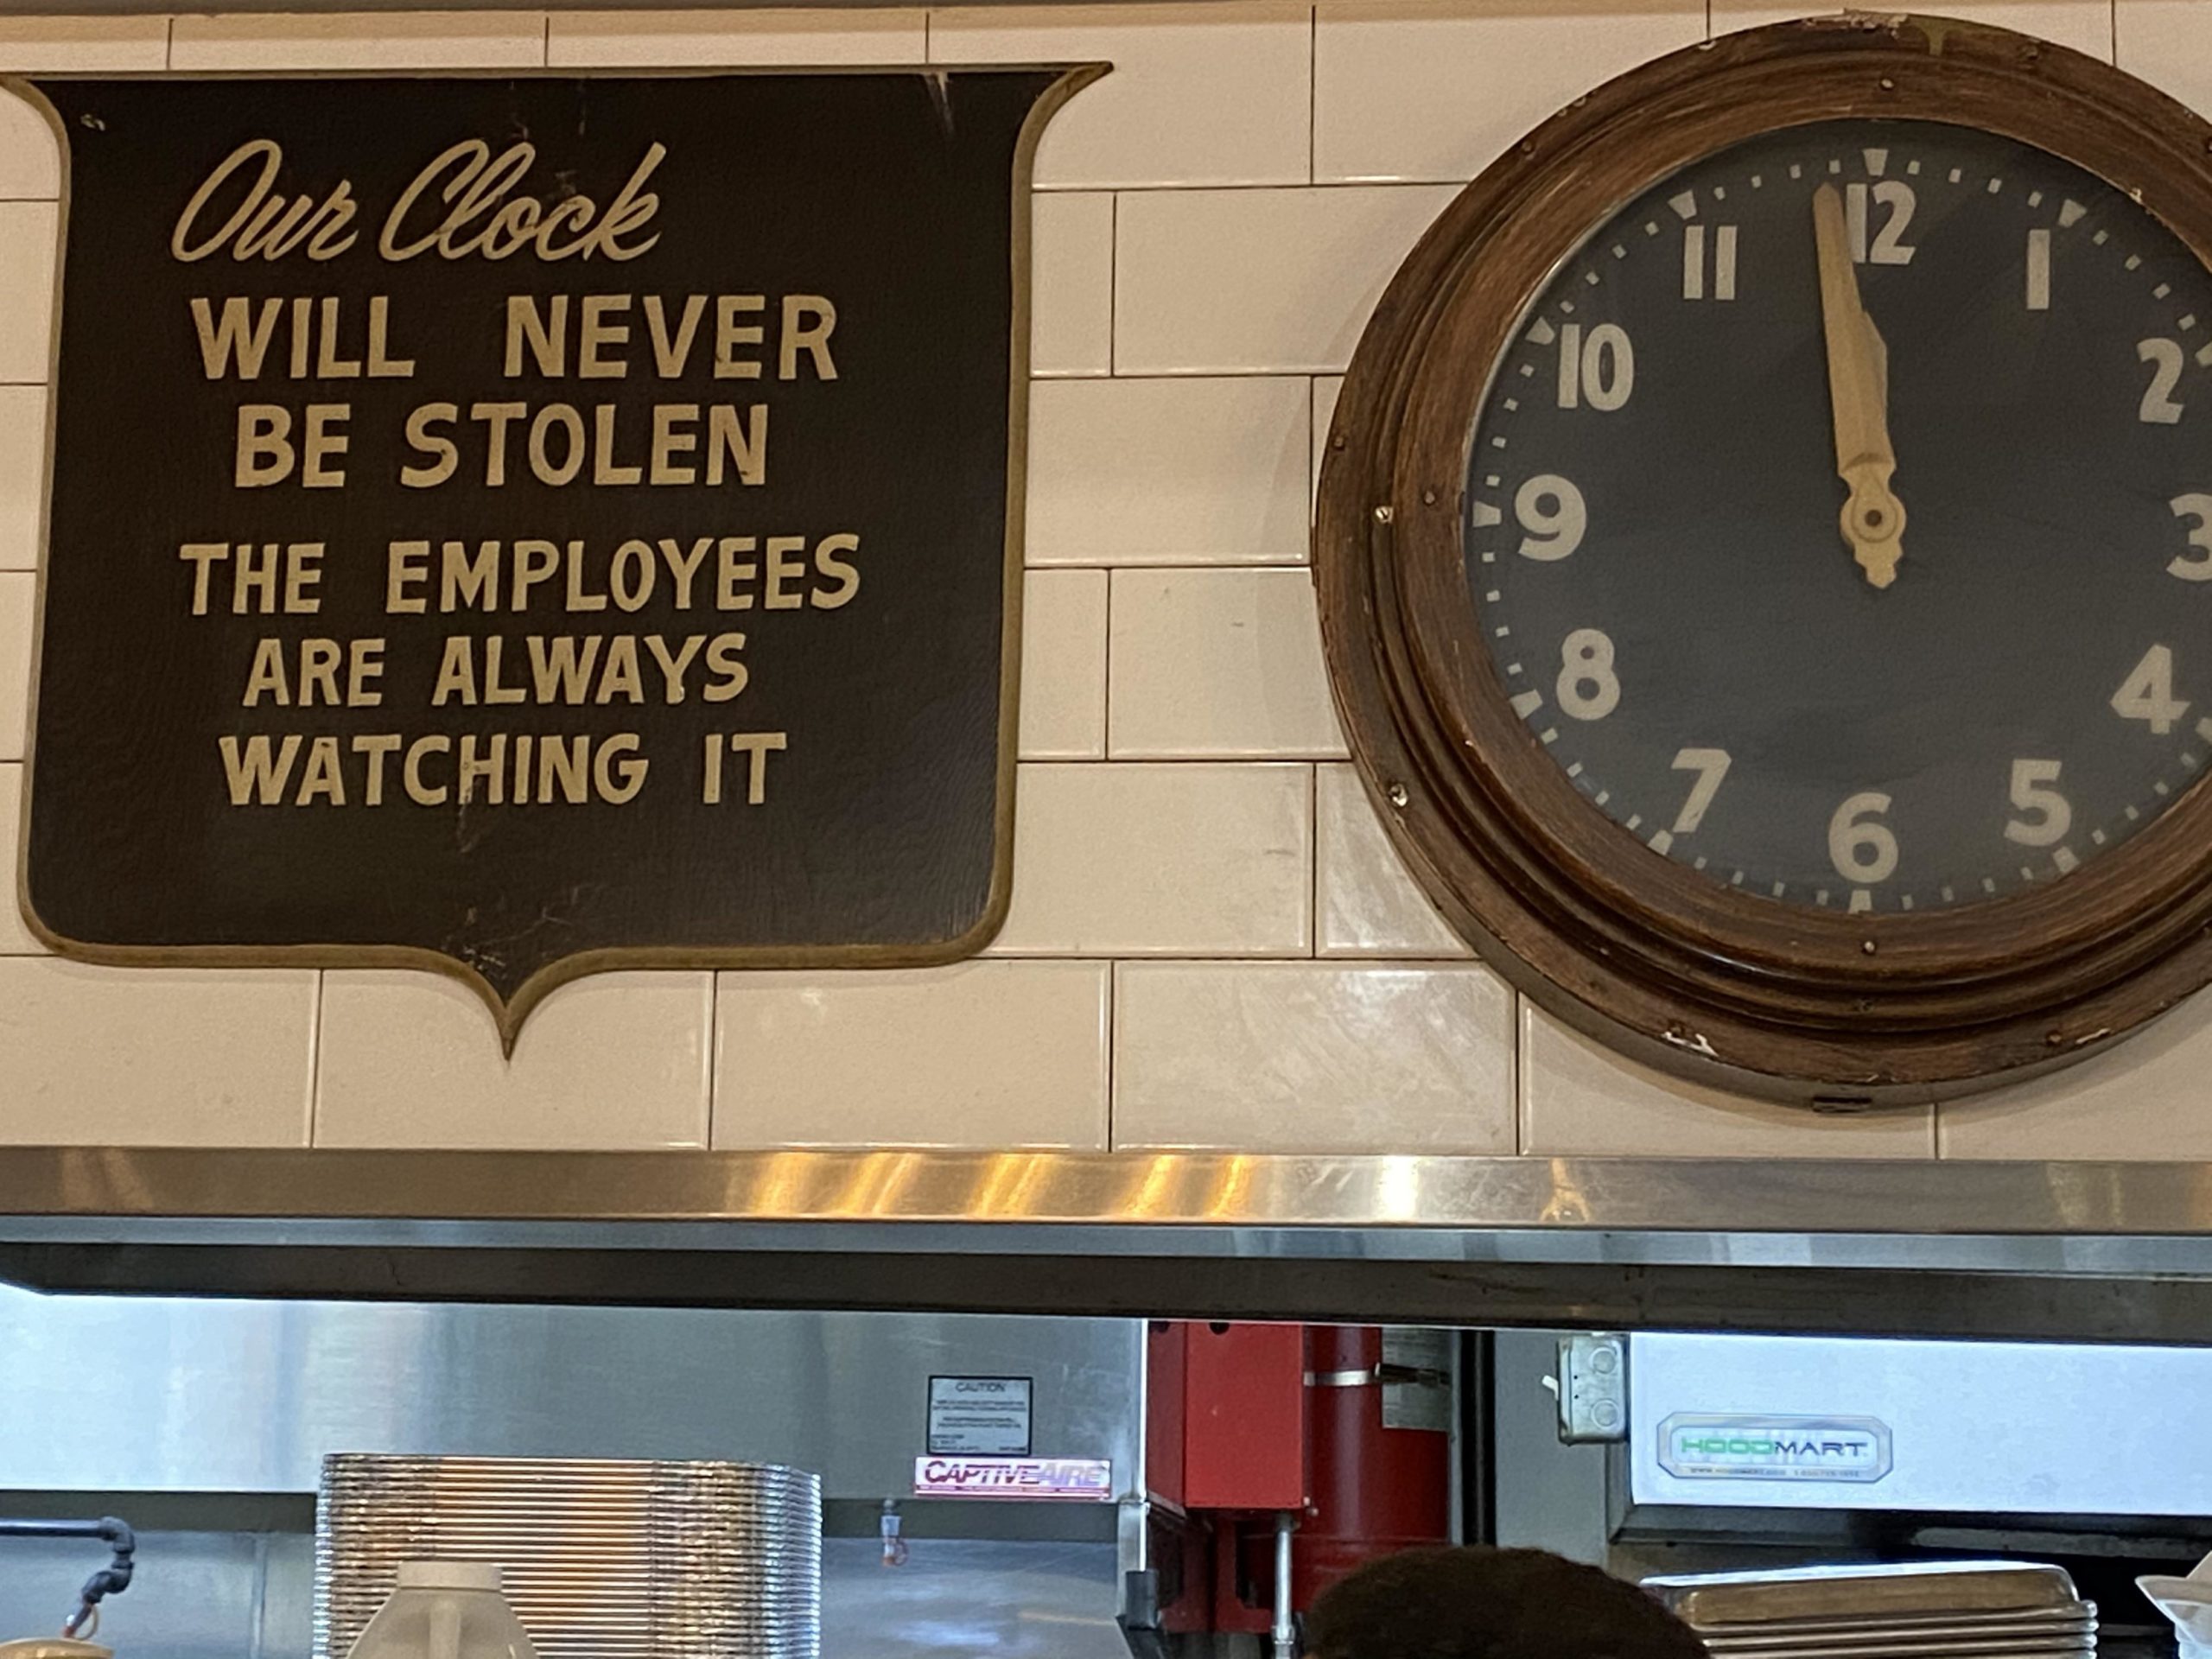 Our Clock
WILL NEVER
BE STOLEN
THE EMPLOYEES
ARE ALWAYS
WATCHING IT
12
11
1
10
2
9
3
8
4
7
5
6
CAUTION
CAPTIVEAIRE
HOODMART